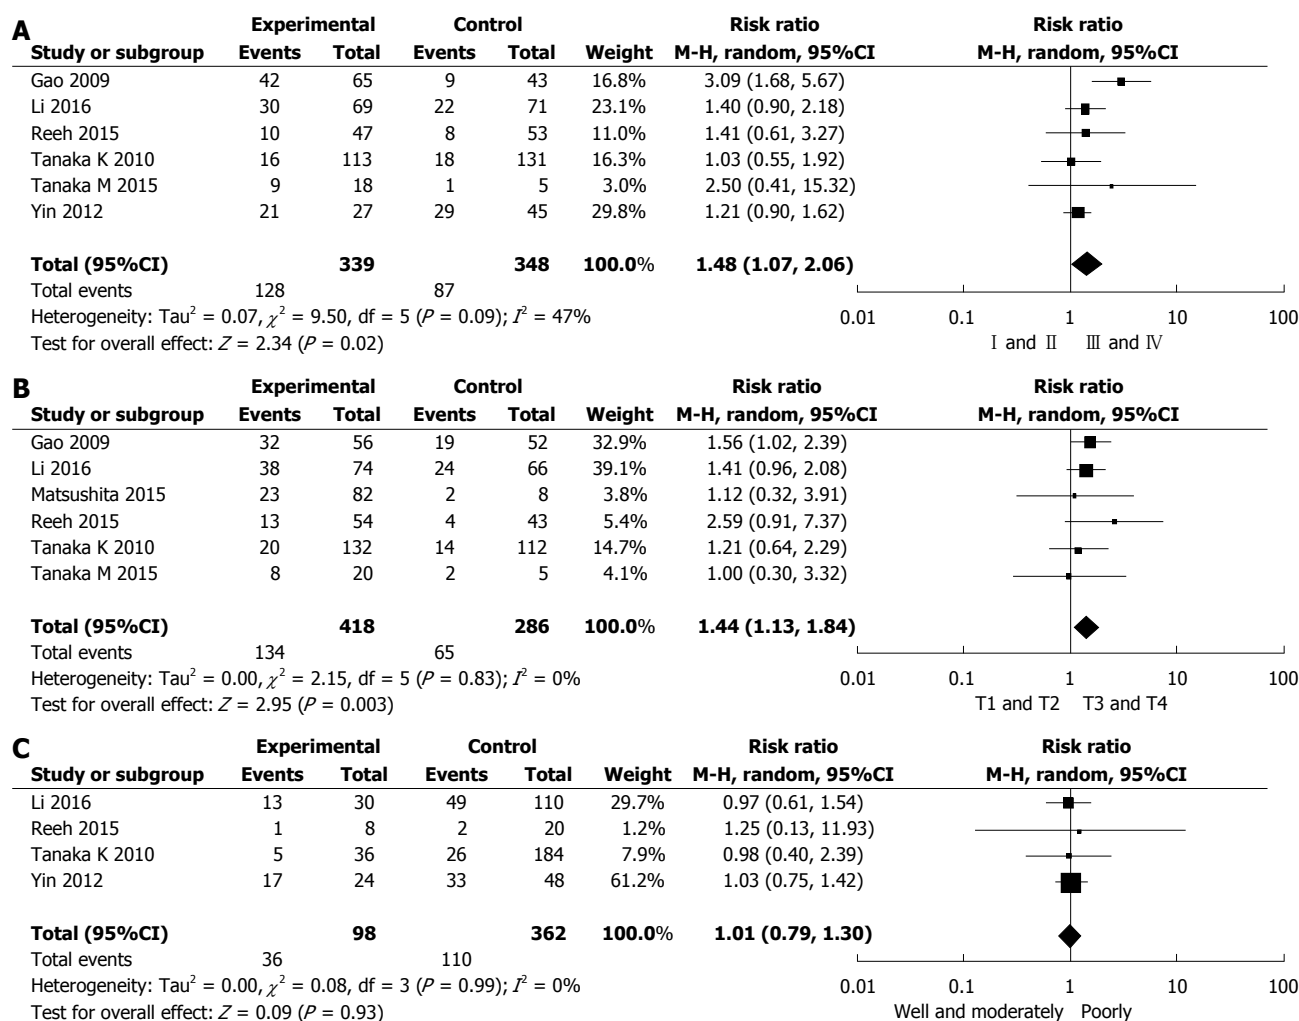 A
Experimental Control Risk ratio Risk ratio
Study or subgroup Events Total Events Total Weight M-H, random, 95%CI M-H, random, 95%CI
Gao 2009 42 65 9 43 16.8% 3.09 (1.68, 5.67)
Li 2016 30 69 22 71 23.1% 1.40 (0.90, 2.18)
Reeh 2015 10 47 8 53 11.0% 1.41 (0.61, 3.27)
Tanaka K 2010 16 113 18 131 16.3% 1.03 (0.55, 1.92)
Tanaka M 2015 9 18 1 5 3.0% 2.50 (0.41, 15.32)
Yin 2012 21 27 29 45 29.8% 1.21 (0.90, 1.62)
Total (95%CI) 339 348 100.0% 1.48 (1.07, 2.06)
Total events 128 87
Heterogeneity: Tau² = 0.07, χ² = 9.50, df = 5 (P = 0.09); I² = 47% 0.01 0.1 1 10 100
Test for overall effect: Z = 2.34 (P = 0.02) Ⅰ and Ⅱ Ⅲ and Ⅳ
B
Experimental Control Risk ratio Risk ratio
Study or subgroup Events Total Events Total Weight M-H, random, 95%CI M-H, random, 95%CI
Gao 2009 32 56 19 52 32.9% 1.56 (1.02, 2.39)
Li 2016 38 74 24 66 39.1% 1.41 (0.96, 2.08)
Matsushita 2015 23 82 2 8 3.8% 1.12 (0.32, 3.91)
Reeh 2015 13 54 4 43 5.4% 2.59 (0.91, 7.37)
Tanaka K 2010 20 132 14 112 14.7% 1.21 (0.64, 2.29)
Tanaka M 2015 8 20 2 5 4.1% 1.00 (0.30, 3.32)
Total (95%CI) 418 286 100.0% 1.44 (1.13, 1.84)
Total events 134 65
Heterogeneity: Tau² = 0.00, χ² = 2.15, df = 5 (P = 0.83); I² = 0% 0.01 0.1 1 10 100
Test for overall effect: Z = 2.95 (P = 0.003) T1 and T2 T3 and T4
C
Experimental Control Risk ratio Risk ratio
Study or subgroup Events Total Events Total Weight M-H, random, 95%CI M-H, random, 95%CI
Li 2016 13 30 49 110 29.7% 0.97 (0.61, 1.54)
Reeh 2015 1 8 2 20 1.2% 1.25 (0.13, 11.93)
Tanaka K 2010 5 36 26 184 7.9% 0.98 (0.40, 2.39)
Yin 2012 17 24 33 48 61.2% 1.03 (0.75, 1.42)
Total (95%CI) 98 362 100.0% 1.01 (0.79, 1.30)
Total events 36 110
Heterogeneity: Tau² = 0.00, χ² = 0.08, df = 3 (P = 0.99); I² = 0% 0.01 0.1 1 10 100
Test for overall effect: Z = 0.09 (P = 0.93) Well and moderately Poorly